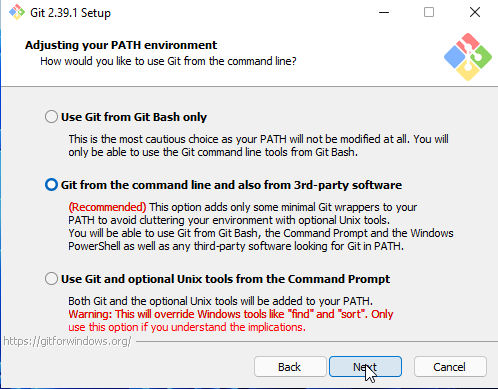 Git 2.39.1 Setup
Adjusting your PATH environment
How would you like to use Git from the command line?
Use Git from Git Bash only
This is the most cautious choice as your PATH will not be modified at all. You will
only be able to use the Git command line tools from Git Bash.
Git from the command line and also from 3rd-party software
(Recommended) This option adds only some minimal Git wrappers to your
PATH to avoid cluttering your environment with optional Unix tools.
You will be able to use Git from Git Bash, the Command Prompt and the Windows
PowerShell as well as any third-party software looking for Git in PATH.
Use Git and optional Unix tools from the Command Prompt
Both Git and the optional Unix tools will be added to your PATH.
Warning: This will override Windows tools like "find" and "sort". Only
use this option if you understand the implications.
https://gitforwindows.org/
Back
Next
Cancel